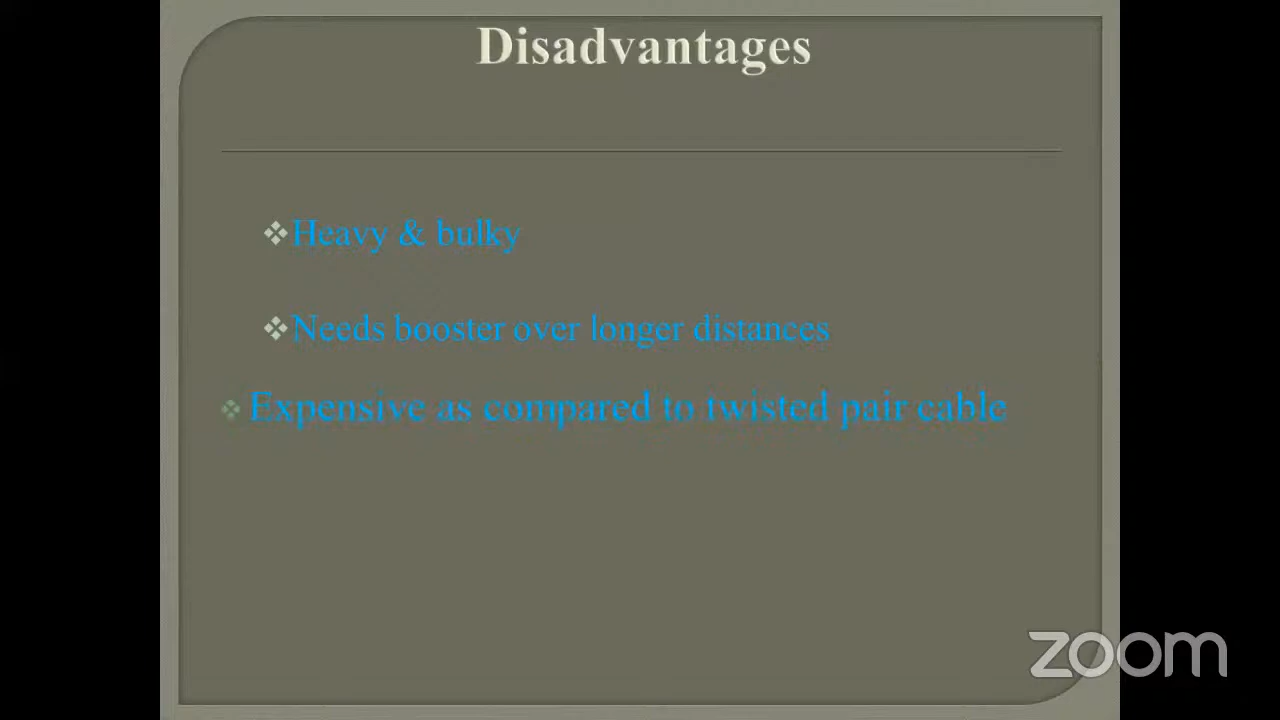 Disadvantages
❖Heavy & bulky
❖Needs booster over longer distances
❖ Expensive as compared to twisted pair cable
zoom